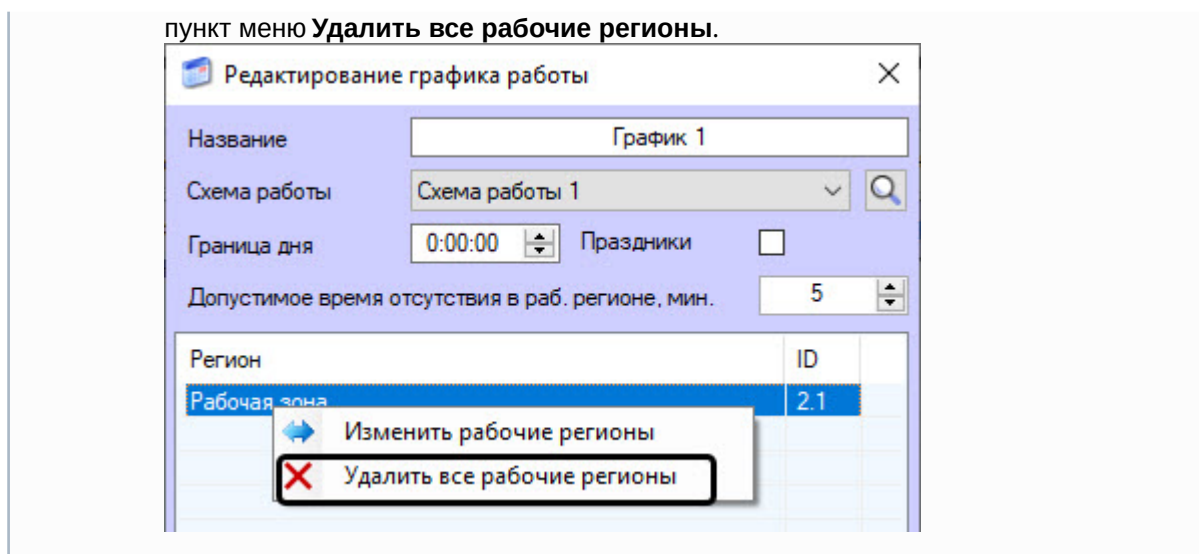 пункт меню Удалить все рабочие регионы.
Редактирование графика работы
Название График 1
Схема работы Схема работы 1
Граница дня 0:00:00 Праздники
Допустимое время отсутствия в раб. регионе, мин. 5
Регион ID
Рабочая зона 2.1
Изменить рабочие регионы
Удалить все рабочие регионы